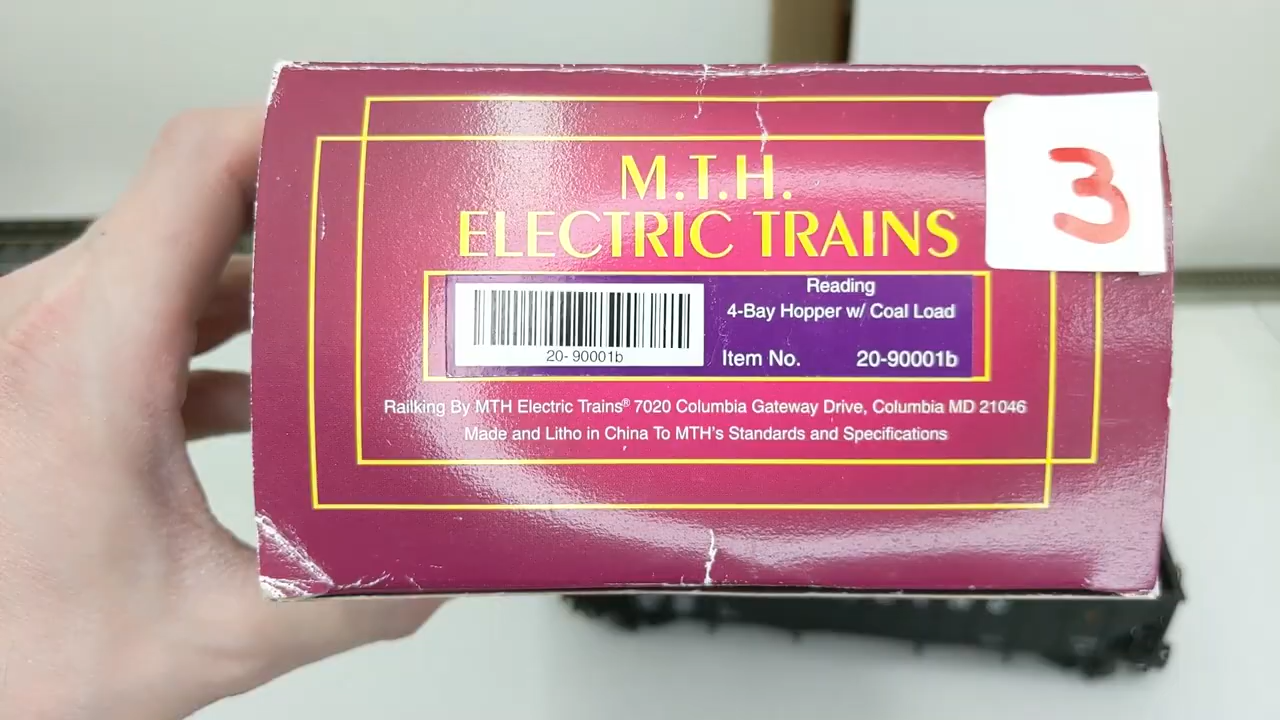 M.T.H.
ELECTRIC TRAINS
3
20-90001b
Reading
4-Bay Hopper w/ Coal Load
Item No. 20-90001b
Railking By MTH Electric Trains® 7020 Columbia Gateway Drive, Columbia MD 21046
Made and Litho in China To MTH's Standards and Specifications